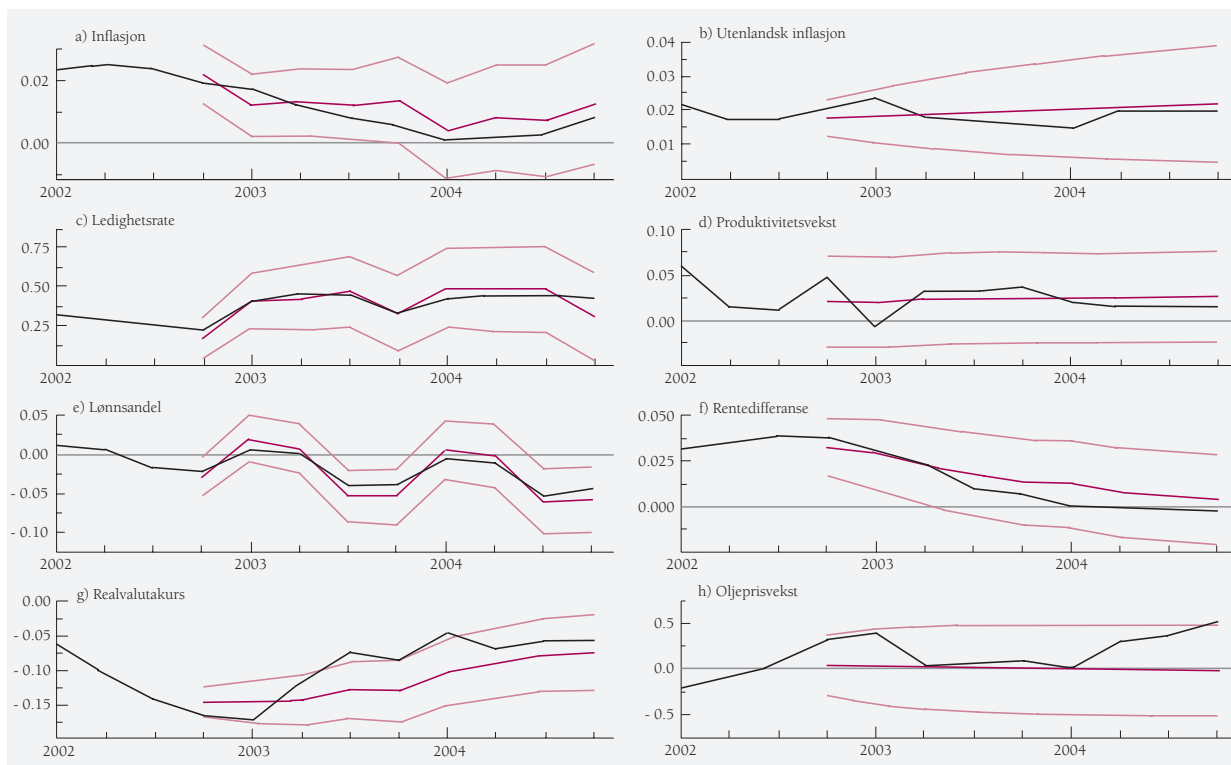 a) Inflasjon
0.02
0.00
2002 2003 2004
b) Utenlandsk inflasjon
0.04
0.03
0.02
0.01
2002 2003 2004
c) Ledighetsrate
0.75
0.50
0.25
2002 2003 2004
d) Produktivitetsvekst
0.10
0.05
0.00
2002 2003 2004
e) Lønnsandel
0.05
0.00
- 0.05
- 0.10
2002 2003 2004
f) Rentedifferanse
0.050
0.025
0.000
2002 2003 2004
g) Realvalutakurs
0.00
- 0.05
- 0.10
- 0.15
2002 2003 2004
h) Oljeprisvekst
0.5
0.0
- 0.5
2002 2003 2004